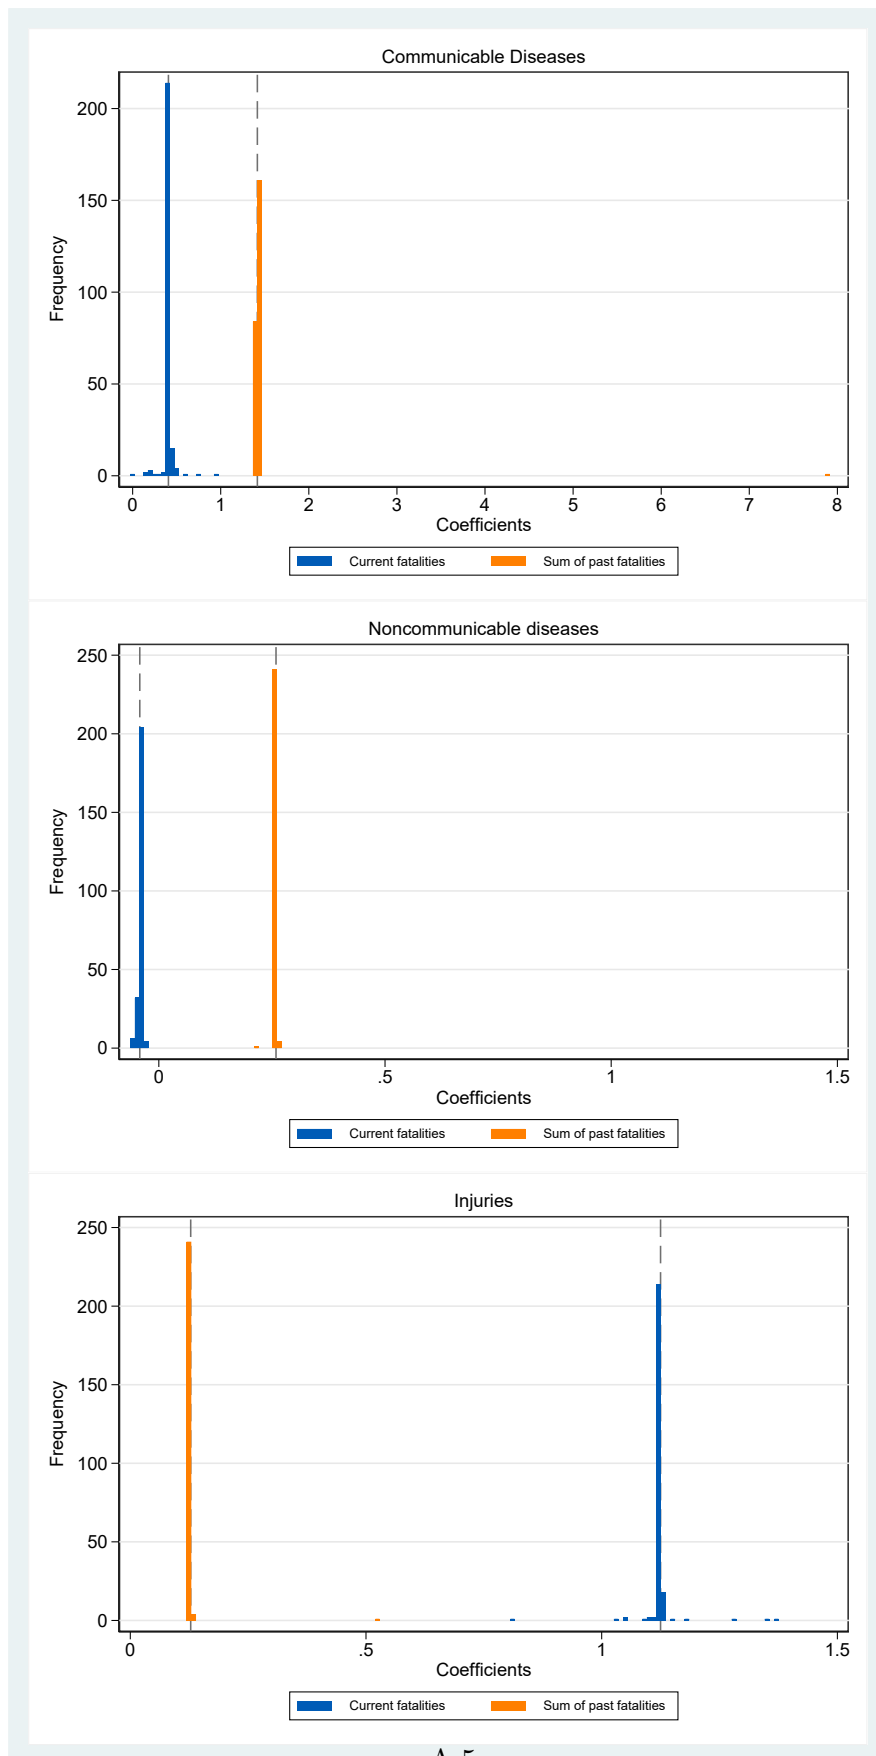 Communicable Diseases
200
150
100
50
0
Frequency
0 1 2 3 4 5 6 7 8
Coefficients
Current fatalities Sum of past fatalities
Noncommunicable diseases
250
200
150
100
50
0
Frequency
0 .5 1 1.5
Coefficients
Current fatalities Sum of past fatalities
Injuries
250
200
150
100
50
0
Frequency
0 .5 1 1.5
Coefficients
Current fatalities Sum of past fatalities